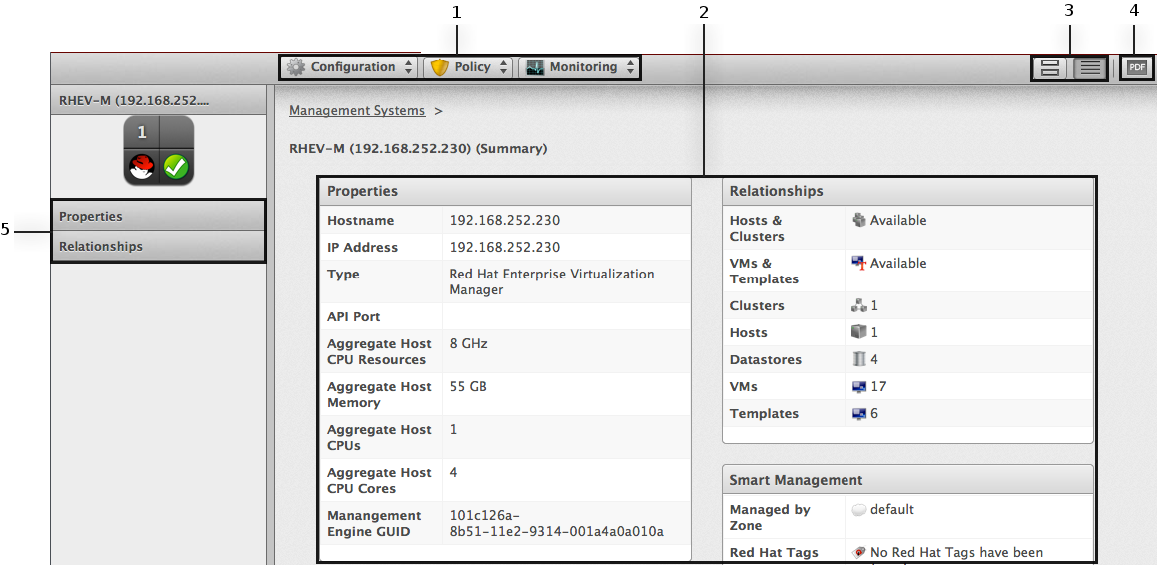 1
2
3
4
Configuration
Policy
Monitoring
PDF
RHEV-M (192.168.252....
1
Properties
Relationships
5
Management Systems >
RHEV-M (192.168.252.230) (Summary)
Properties
Hostname 192.168.252.230
IP Address 192.168.252.230
Type Red Hat Enterprise Virtualization
Manager
API Port
Aggregate Host 8 GHz
CPU Resources
Aggregate Host 55 GB
Memory
Aggregate Host 1
CPUs
Aggregate Host 4
CPU Cores
Manangement 101c126a-
Engine GUID 8b51-11e2-9314-001a4a0a010a
Relationships
Hosts & Available
Clusters
VMs & Available
Templates
Clusters 1
Hosts 1
Datastores 4
VMs 17
Templates 6
Smart Management
Managed by default
Zone
Red Hat Tags No Red Hat Tags have been